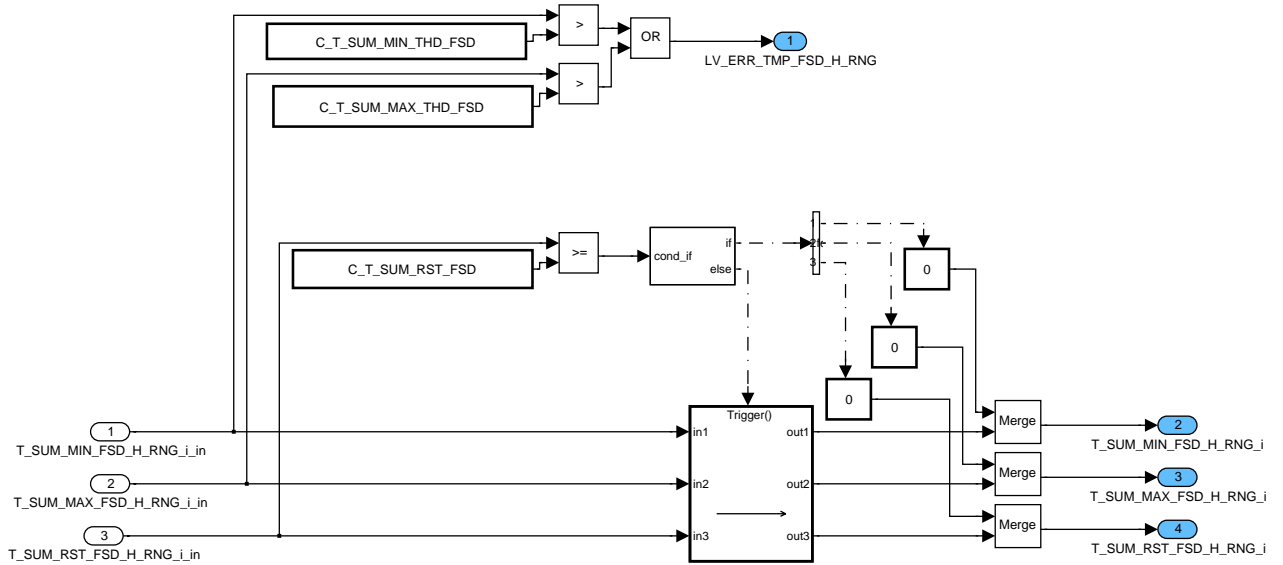 >
C_T_SUM_MIN_THD_FSD
OR
1
LV_ERR_TMP_FSD_H_RNG
>
C_T_SUM_MAX_THD_FSD
1
if
2
>=
cond_if
C_T_SUM_RST_FSD
else
3
0
0
0
Trigger()
1
in1
out1
Merge
2
T_SUM_MIN_FSD_H_RNG_i_in
T_SUM_MIN_FSD_H_RNG_i
2
in2
out2
Merge
3
T_SUM_MAX_FSD_H_RNG_i_in
T_SUM_MAX_FSD_H_RNG_i
3
in3
out3
Merge
4
T_SUM_RST_FSD_H_RNG_i_in
T_SUM_RST_FSD_H_RNG_i